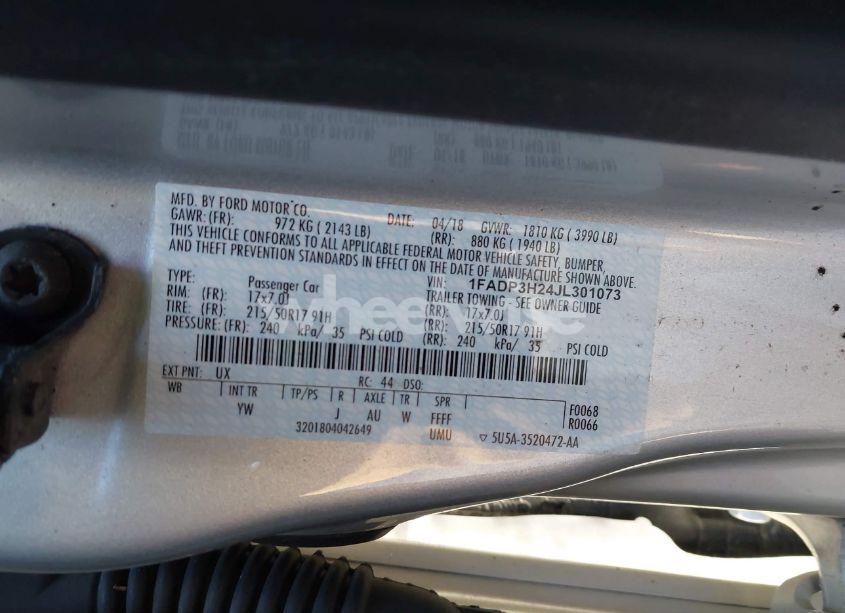 MFD. BY FORD MOTOR CO.
DATE: 04/18 GVWR: 1810 KG ( 3990 LB)
GAWR: (FR): 972 KG ( 2143 LB) (RR): 880 KG ( 1940 LB)
THIS VEHICLE CONFORMS TO ALL APPLICABLE FEDERAL MOTOR VEHICLE SAFETY, BUMPER,
AND THEFT PREVENTION STANDARDS IN EFFECT ON THE DATE OF MANUFACTURE SHOWN ABOVE.
VIN: 1FADP3H24JL301073
TYPE: Passenger Car TRAILER TOWING - SEE OWNER GUIDE
RIM: (FR): 17x7.0J (RR): 17x7.0J
TIRE: (FR): 215/50R17 91H (RR): 215/50R17 91H
PRESSURE: (FR): 240 kPa/ 35 PSI COLD (RR): 240 kPa/ 35 PSI COLD
EXT PNT: UX RC: 44 DSO:
WB INT TR TP/PS R AXLE TR SPR
YW J AU W FFFF F0068
R0066
3201804042649 UMU ▽ 5U5A-3520472-AA